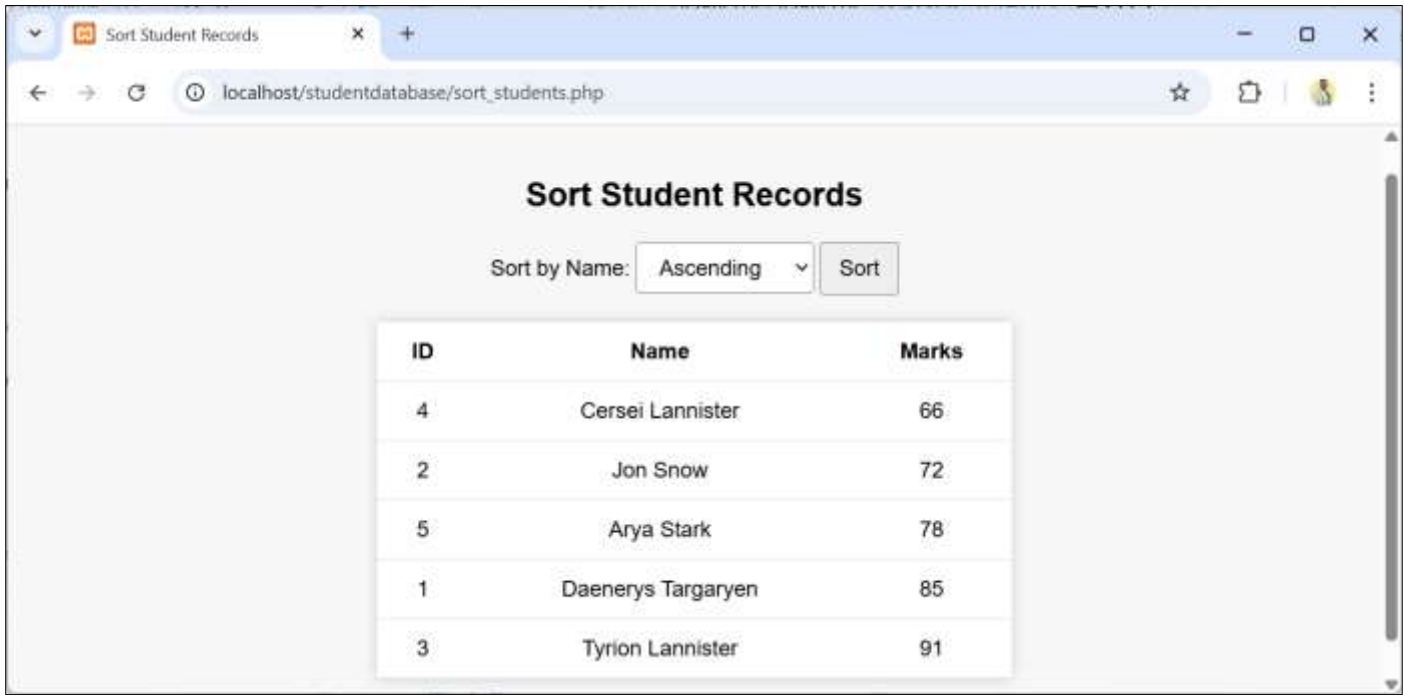 Sort Student Records
localhost/studentdatabase/sort_students.php
Sort Student Records
Sort by Name: Ascending Sort
ID Name Marks
4 Cersei Lannister 66
2 Jon Snow 72
5 Arya Stark 78
1 Daenerys Targaryen 85
3 Tyrion Lannister 91